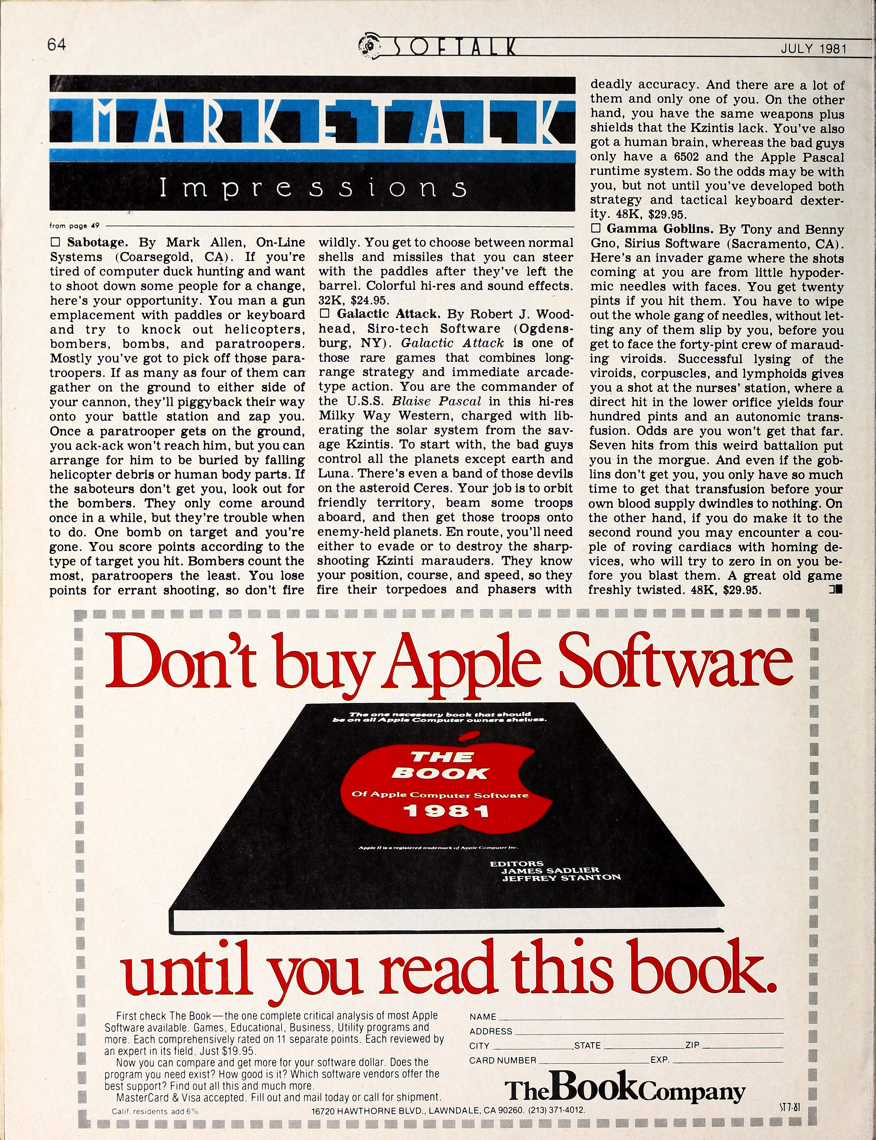 64
SOFTALK
JULY 1981
MARKETALK
Impressions
from page 49
☐ Sabotage. By Mark Allen, On-Line
Systems (Coarsegold, CA). If you're
tired of computer duck hunting and want
to shoot down some people for a change,
here's your opportunity. You man a gun
emplacement with paddles or keyboard
and try to knock out helicopters,
bombers, bombs, and paratroopers.
Mostly you've got to pick off those para-
troopers. If as many as four of them can
gather on the ground to either side of
your cannon, they'll piggyback their way
onto your battle station and zap you.
Once a paratrooper gets on the ground,
you ack-ack won't reach him, but you can
arrange for him to be buried by falling
helicopter debris or human body parts. If
the saboteurs don't get you, look out for
the bombers. They only come around
once in a while, but they're trouble when
to do. One bomb on target and you're
gone. You score points according to the
type of target you hit. Bombers count the
most, paratroopers the least. You lose
points for errant shooting, so don't fire
wildly. You get to choose between normal
shells and missiles that you can steer
with the paddles after they've left the
barrel. Colorful hi-res and sound effects.
32K, $24.95.
☐ Galactic Attack. By Robert J. Wood-
head, Siro-tech Software (Ogdens-
burg, NY). Galactic Attack is one of
those rare games that combines long-
range strategy and immediate arcade-
type action. You are the commander of
the U.S.S. Blaise Pascal in this hi-res
Milky Way Western, charged with lib-
erating the solar system from the sav-
age Kzintis. To start with, the bad guys
control all the planets except earth and
Luna. There's even a band of those devils
on the asteroid Ceres. Your job is to orbit
friendly territory, beam some troops
aboard, and then get those troops onto
enemy-held planets. En route, you'll need
either to evade or to destroy the sharp-
shooting Kzinti marauders. They know
your position, course, and speed, so they
fire their torpedoes and phasers with
deadly accuracy. And there are a lot of
them and only one of you. On the other
hand, you have the same weapons plus
shields that the Kzintis lack. You've also
got a human brain, whereas the bad guys
only have a 6502 and the Apple Pascal
runtime system. So the odds may be with
you, but not until you've developed both
strategy and tactical keyboard dexter-
ity. 48K, $29.95.
☐ Gamma Goblins. By Tony and Benny
Gno, Sirius Software (Sacramento, CA).
Here's an invader game where the shots
coming at you are from little hypoder-
mic needles with faces. You get twenty
pints if you hit them. You have to wipe
out the whole gang of needles, without let-
ting any of them slip by you, before you
get to face the forty-pint crew of maraud-
ing viroids. Successful lysing of the
viroids, corpuscles, and lymphoids gives
you a shot at the nurses' station, where a
direct hit in the lower orifice yields four
hundred pints and an autonomic trans-
fusion. Odds are you won't get that far.
Seven hits from this weird battalion put
you in the morgue. And even if the gob-
lins don't get you, you only have so much
time to get that transfusion before your
own blood supply dwindles to nothing. On
the other hand, if you do make it to the
second round you may encounter a cou-
ple of roving cardiacs with homing de-
vices, who will try to zero in on you be-
fore you blast them. A great old game
freshly twisted. 48K, $29.95.
Don't buy Apple Software
The one necessary book that should
be on all Apple Computer owners shelves.
THE
BOOK
Of Apple Computer Software
1981
Apple II is a registered trademark of Apple Computer Inc.
EDITORS
JAMES SADLIER
JEFFREY STANTON
until you read this book.
First check The Book—the one complete critical analysis of most Apple
Software available. Games, Educational, Business, Utility programs and
more. Each comprehensively rated on 11 separate points. Each reviewed by
an expert in its field. Just $19.95.
Now you can compare and get more for your software dollar. Does the
program you need exist? How good is it? Which software vendors offer the
best support? Find out all this and much more.
MasterCard & Visa accepted. Fill out and mail today or call for shipment.
Calif. residents add 6%
NAME
ADDRESS
CITY STATE ZIP
CARD NUMBER EXP.
The Book Company
16720 HAWTHORNE BLVD., LAWNDALE, CA 90260. (213) 371-4012.
ST 7-81